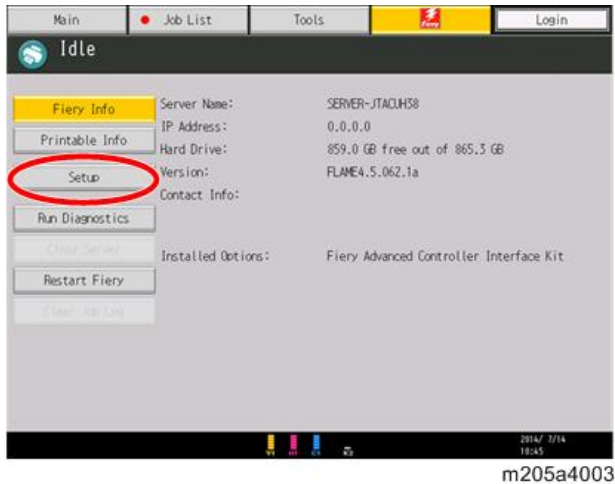 Main
Job List
Tools
Fiery
Login
Idle
Fiery Info
Printable Info
Setup
Run Diagnostics
Clear Server
Restart Fiery
Clear Job Log
Server Name: SERVER-JTACUH38
IP Address: 0.0.0.0
Hard Drive: 859.0 GB free out of 865.3 GB
Version: FLAME4.5.062.1a
Contact Info:
Installed Options: Fiery Advanced Controller Interface Kit
2014/ 7/14
10:45
m205a4003